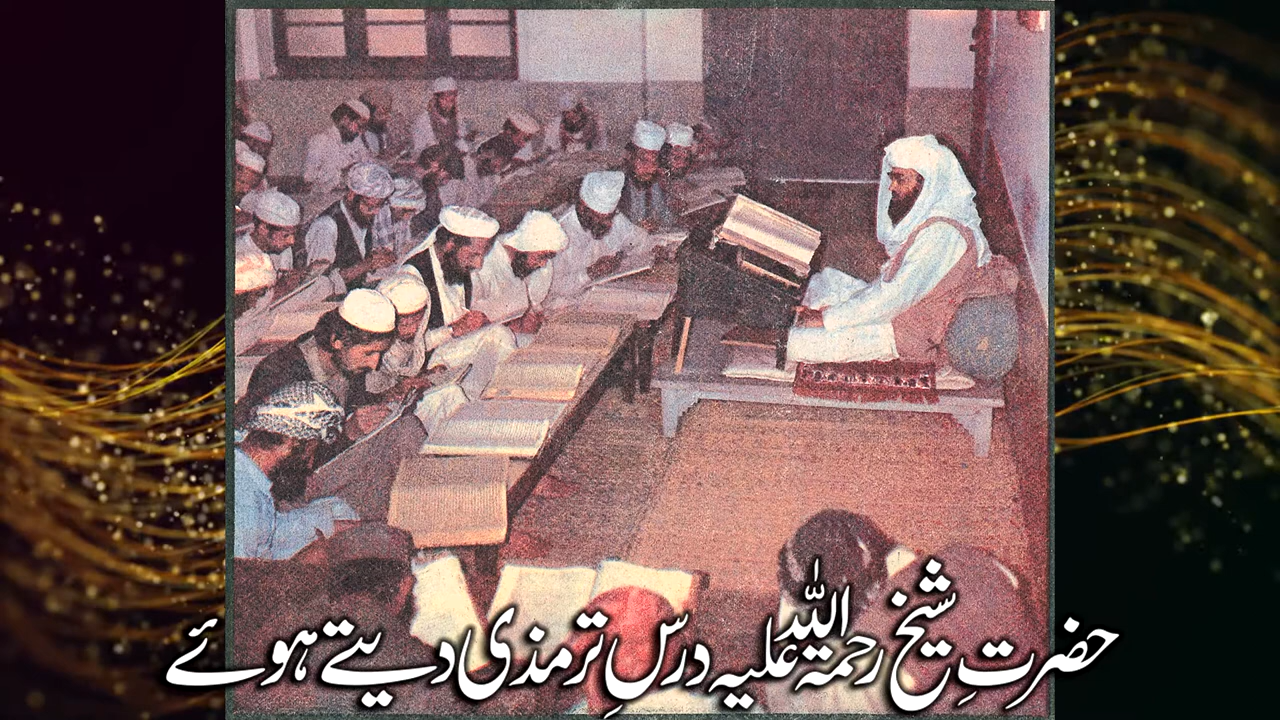 حضرتِ شیخ رحمۃ اللہ علیہ درسِ ترمذی دیتے ہوئے